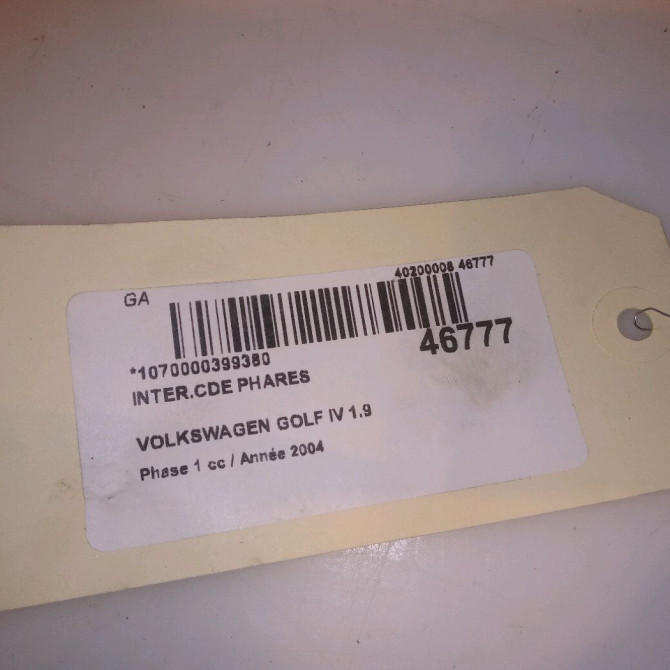 GA
40200008 46777
46777
*1070000399380
INTER.CDE PHARES
VOLKSWAGEN GOLF IV 1.9
Phase 1 cc / Année 2004